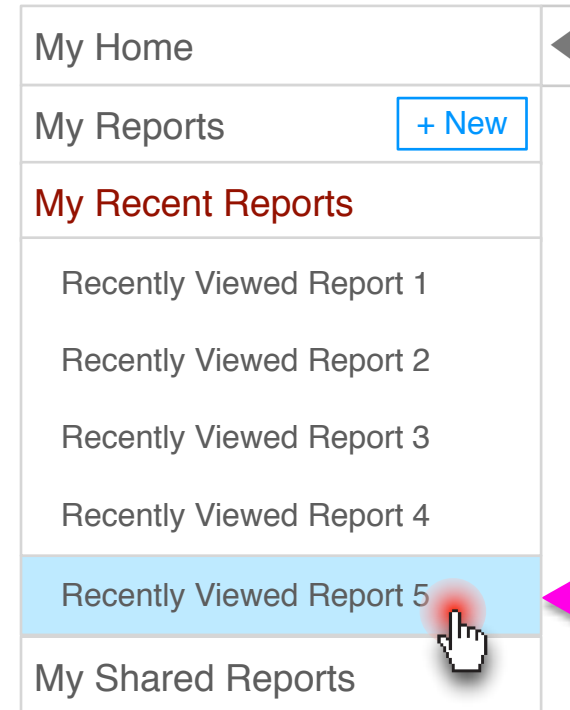 My Home
My Reports + New
My Recent Reports
Recently Viewed Report 1
Recently Viewed Report 2
Recently Viewed Report 3
Recently Viewed Report 4
Recently Viewed Report 5
My Shared Reports